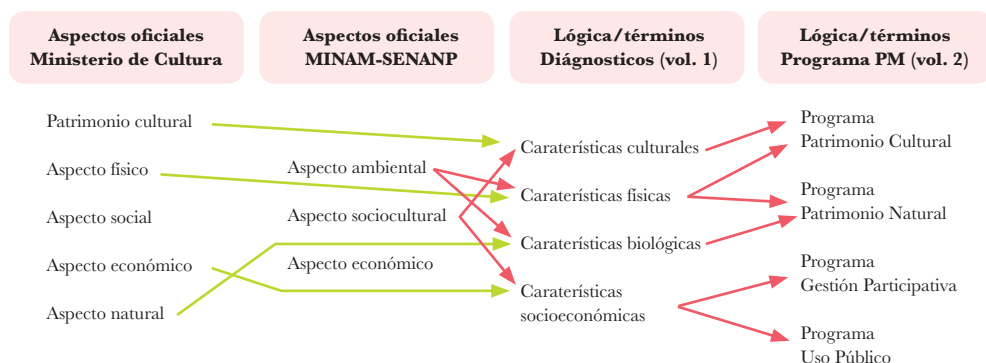 Aspectos oficiales
Ministerio de Cultura
Aspectos oficiales
MINAM-SENANP
Lógica/términos
Diágnosticos (vol. 1)
Lógica/términos
Programa PM (vol. 2)
Patrimonio cultural
Aspecto físico
Aspecto social
Aspecto económico
Aspecto natural
Aspecto ambiental
Aspecto sociocultural
Aspecto económico
Caraterísticas culturales
Caraterísticas físicas
Caraterísticas biológicas
Caraterísticas
socioeconómicas
Programa
Patrimonio Cultural
Programa
Patrimonio Natural
Programa
Gestión Participativa
Programa
Uso Público